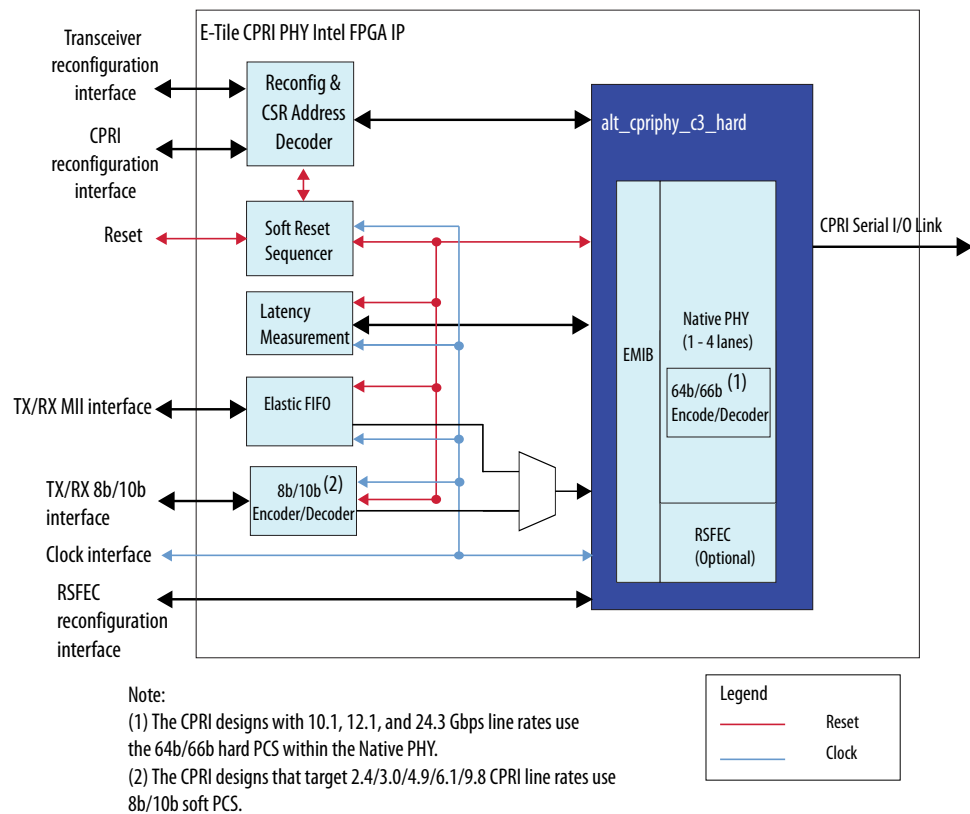 E-Tile CPRI PHY Intel FPGA IP
Transceiver
reconfiguration
interface
Reconfig &
CSR Address
Decoder
alt_cpriphy_c3_hard
CPRI
reconfiguration
interface
Reset
Soft Reset
Sequencer
CPRI Serial I/O Link
Latency
Measurement
EMIB
Native PHY
(1 - 4 lanes)
64b/66b (1)
Encode/Decoder
TX/RX MII interface
Elastic FIFO
TX/RX 8b/10b
interface
8b/10b (2)
Encoder/Decoder
Clock interface
RSFEC
(Optional)
RSFEC
reconfiguration
interface
Note:
(1) The CPRI designs with 10.1, 12.1, and 24.3 Gbps line rates use
the 64b/66b hard PCS within the Native PHY.
(2) The CPRI designs that target 2.4/3.0/4.9/6.1/9.8 CPRI line rates use
8b/10b soft PCS.
Legend
Reset
Clock